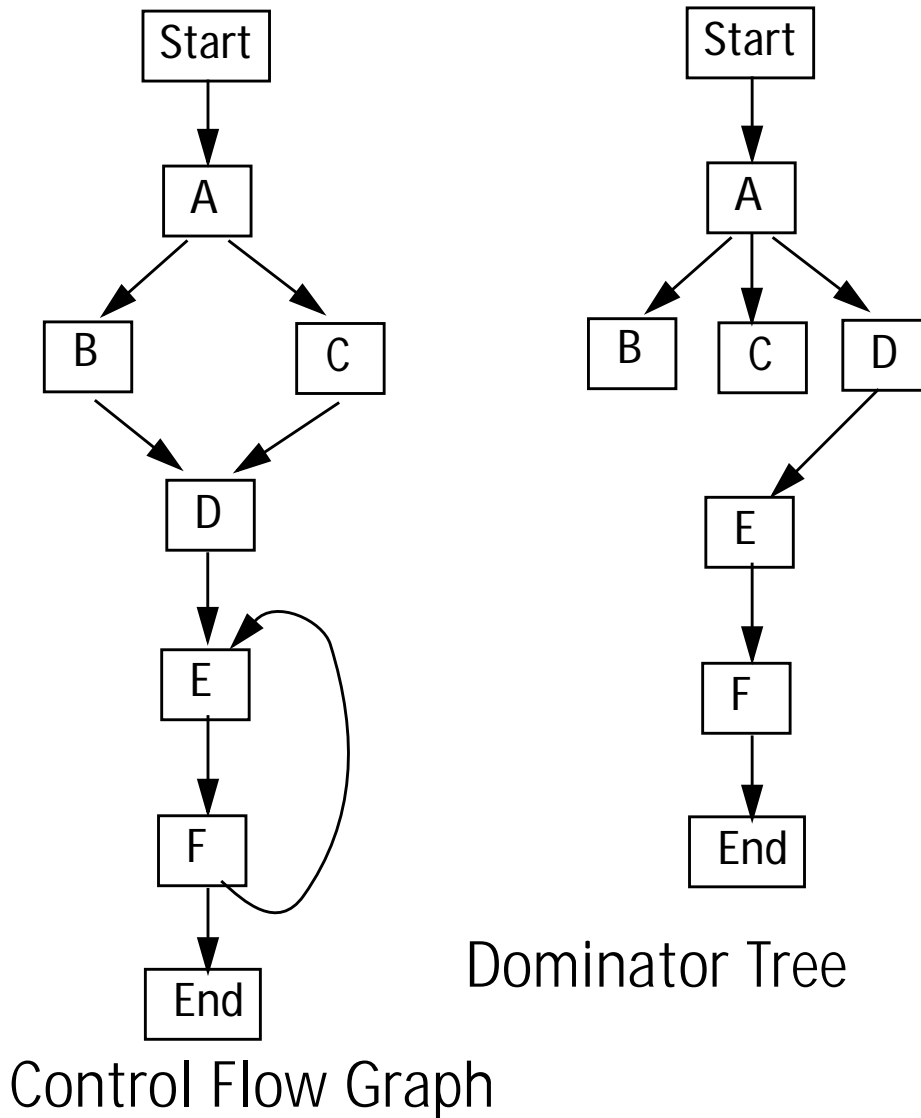 Start
A
B
C
D
E
F
End
Control Flow Graph
Start
A
B
C
D
E
F
End
Dominator Tree